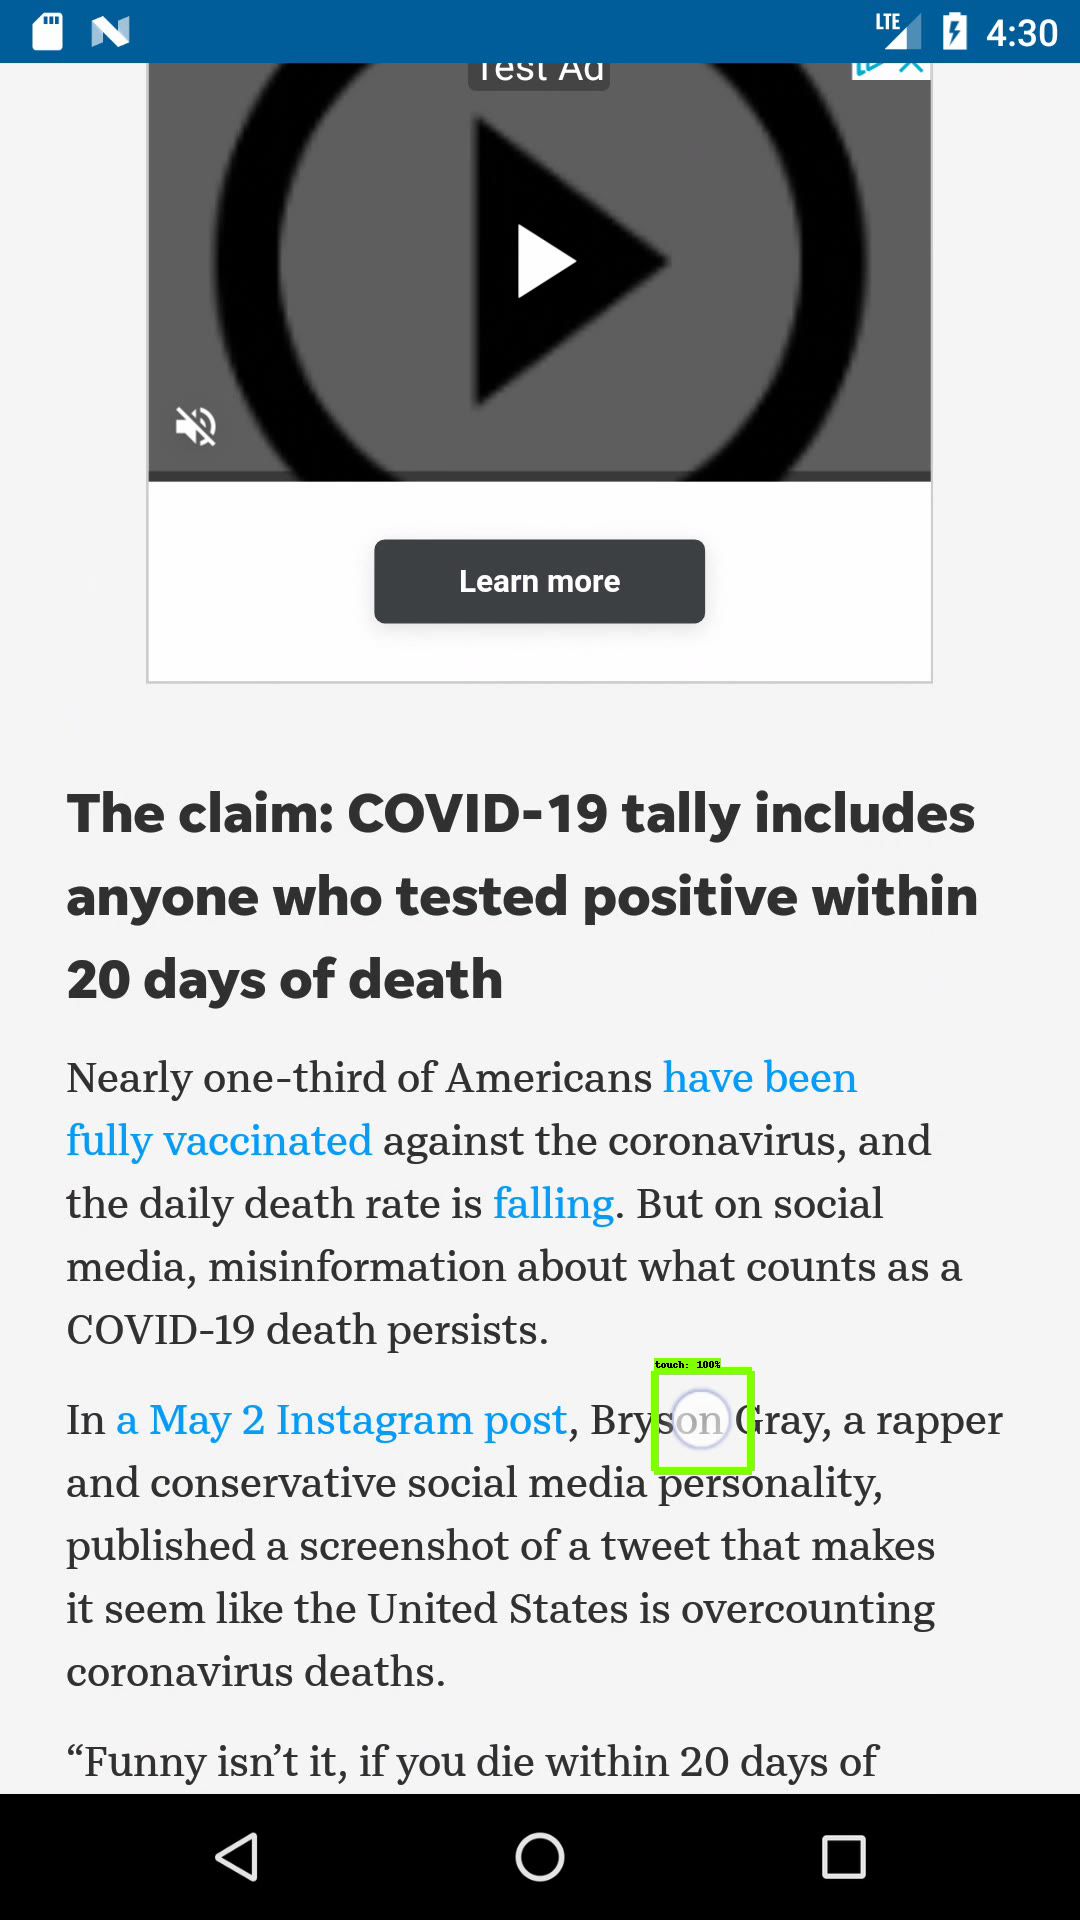 LTE 4:30
Test Ad
Learn more
The claim: COVID-19 tally includes
anyone who tested positive within
20 days of death
Nearly one-third of Americans have been
fully vaccinated against the coronavirus, and
the daily death rate is falling. But on social
media, misinformation about what counts as a
COVID-19 death persists.
touch: 100%
In a May 2 Instagram post, Bryson Gray, a rapper
and conservative social media personality,
published a screenshot of a tweet that makes
it seem like the United States is overcounting
coronavirus deaths.
“Funny isn’t it, if you die within 20 days of